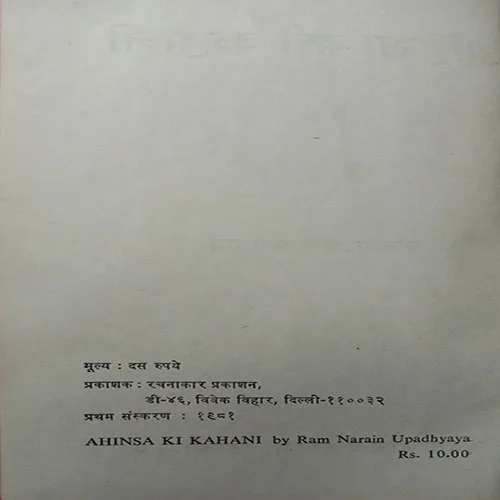 मूल्य : दस रुपये
प्रकाशक : रचनाकार प्रकाशन,
डी-४६, विवेक विहार, दिल्ली-११००३२
प्रथम संस्करण : १९८१
AHINSA KI KAHANI by Ram Narain Upadhyaya
Rs. 10.00